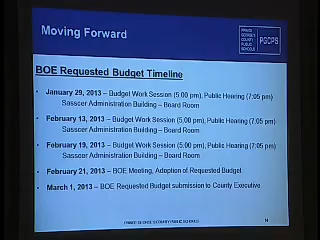 Moving Forward
PRINCE
GEORGE'S
COUNTY
PUBLIC
SCHOOLS
PGCPS
BOE Requested Budget Timeline
• January 29, 2013 – Budget Work Session (5:00 pm), Public Hearing (7:05 pm)
Sasscer Administration Building – Board Room
• February 13, 2013 – Budget Work Session (5:00 pm), Public Hearing (7:05 pm)
Sasscer Administration Building – Board Room
• February 19, 2013 – Budget Work Session (5:00 pm), Public Hearing (7:05 pm)
Sasscer Administration Building – Board Room
• February 21, 2013 – BOE Meeting, Adoption of Requested Budget
• March 1, 2013 – BOE Requested Budget submission to County Executive
PRINCE GEORGE'S COUNTY PUBLIC SCHOOLS